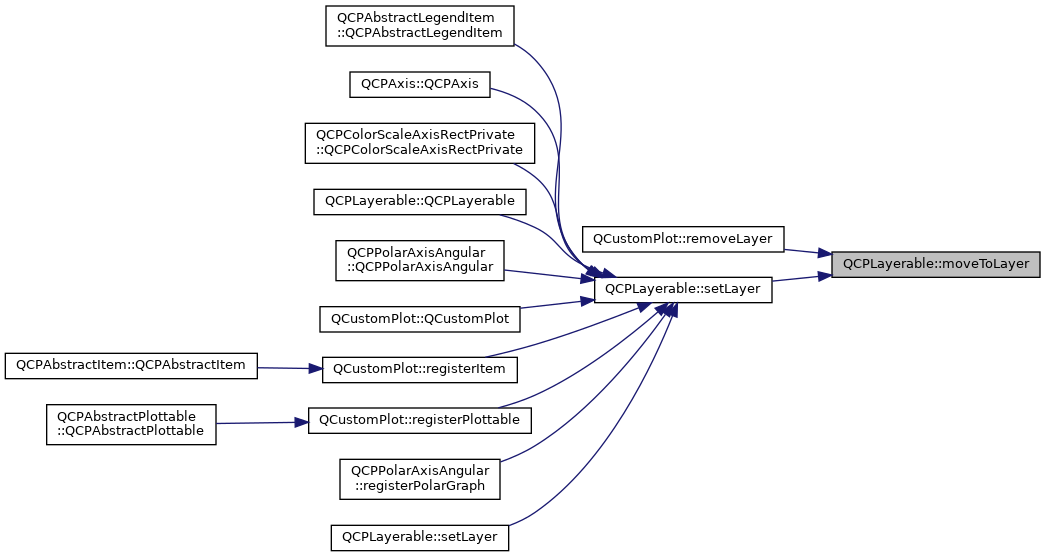 QCPAbstractLegendItem
::QCPAbstractLegendItem
QCPAxis::QCPAxis
QCPColorScaleAxisRectPrivate
::QCPColorScaleAxisRectPrivate
QCPLayerable::QCPLayerable
QCustomPlot::removeLayer
QCPPolarAxisAngular
::QCPPolarAxisAngular
QCPLayerable::moveToLayer
QCPLayerable::setLayer
QCustomPlot::QCustomPlot
QCPAbstractItem::QCPAbstractItem
QCustomPlot::registerItem
QCPAbstractPlottable
::QCPAbstractPlottable
QCustomPlot::registerPlottable
QCPPolarAxisAngular
::registerPolarGraph
QCPLayerable::setLayer